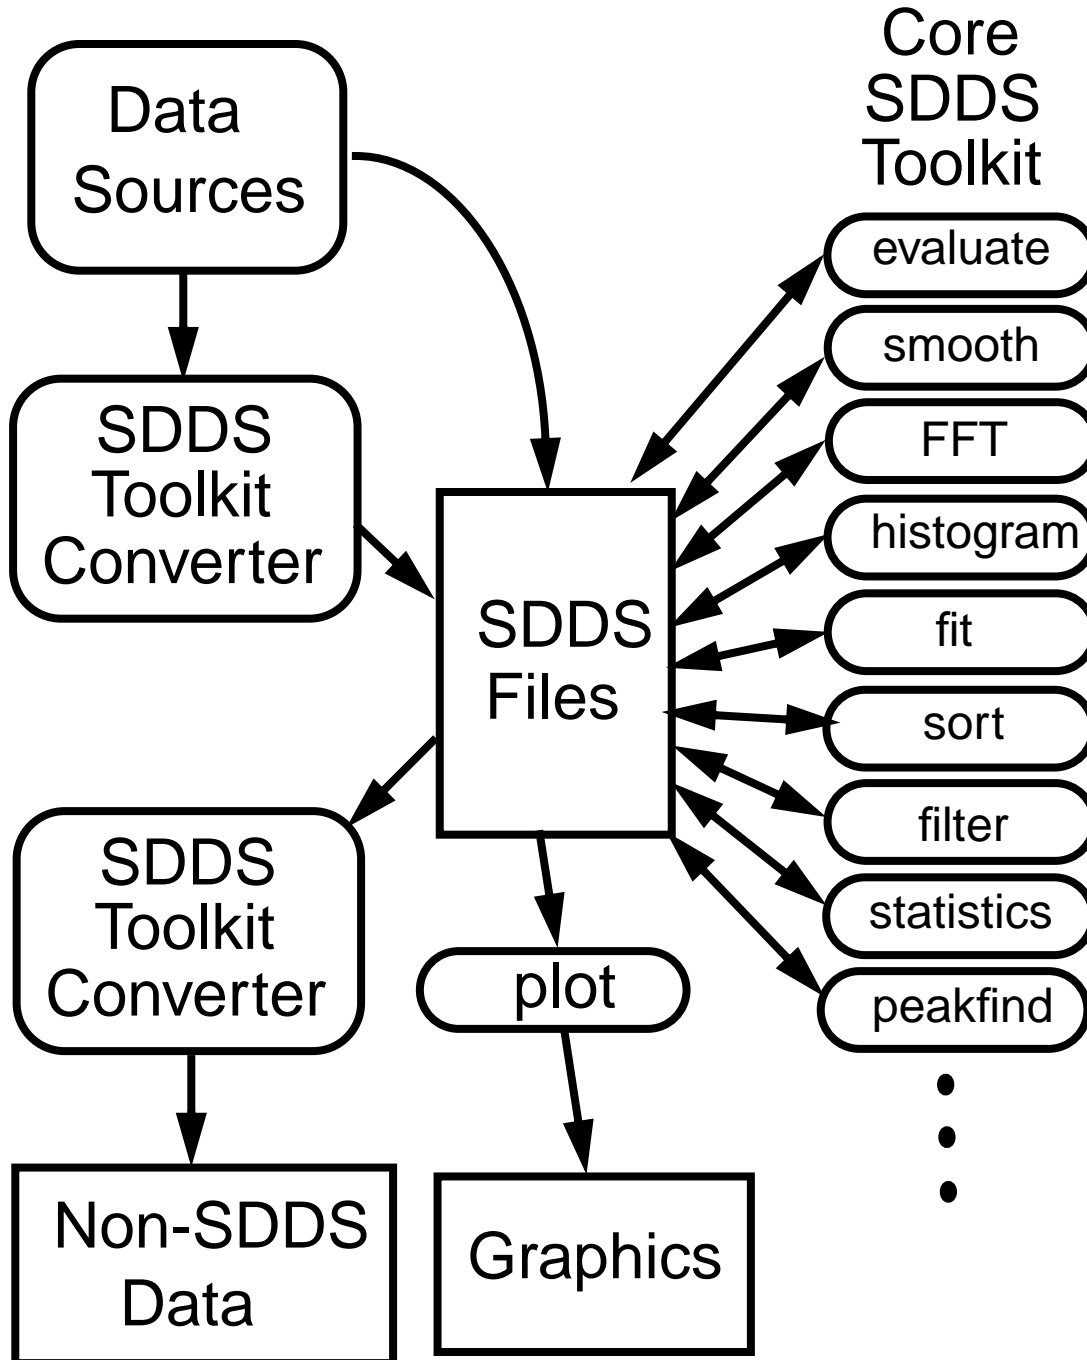 Data
Sources
SDDS
Toolkit
Converter
SDDS
Files
SDDS
Toolkit
Converter
plot
Non-SDDS
Data
Graphics
Core
SDDS
Toolkit
evaluate
smooth
FFT
histogram
fit
sort
filter
statistics
peakfind